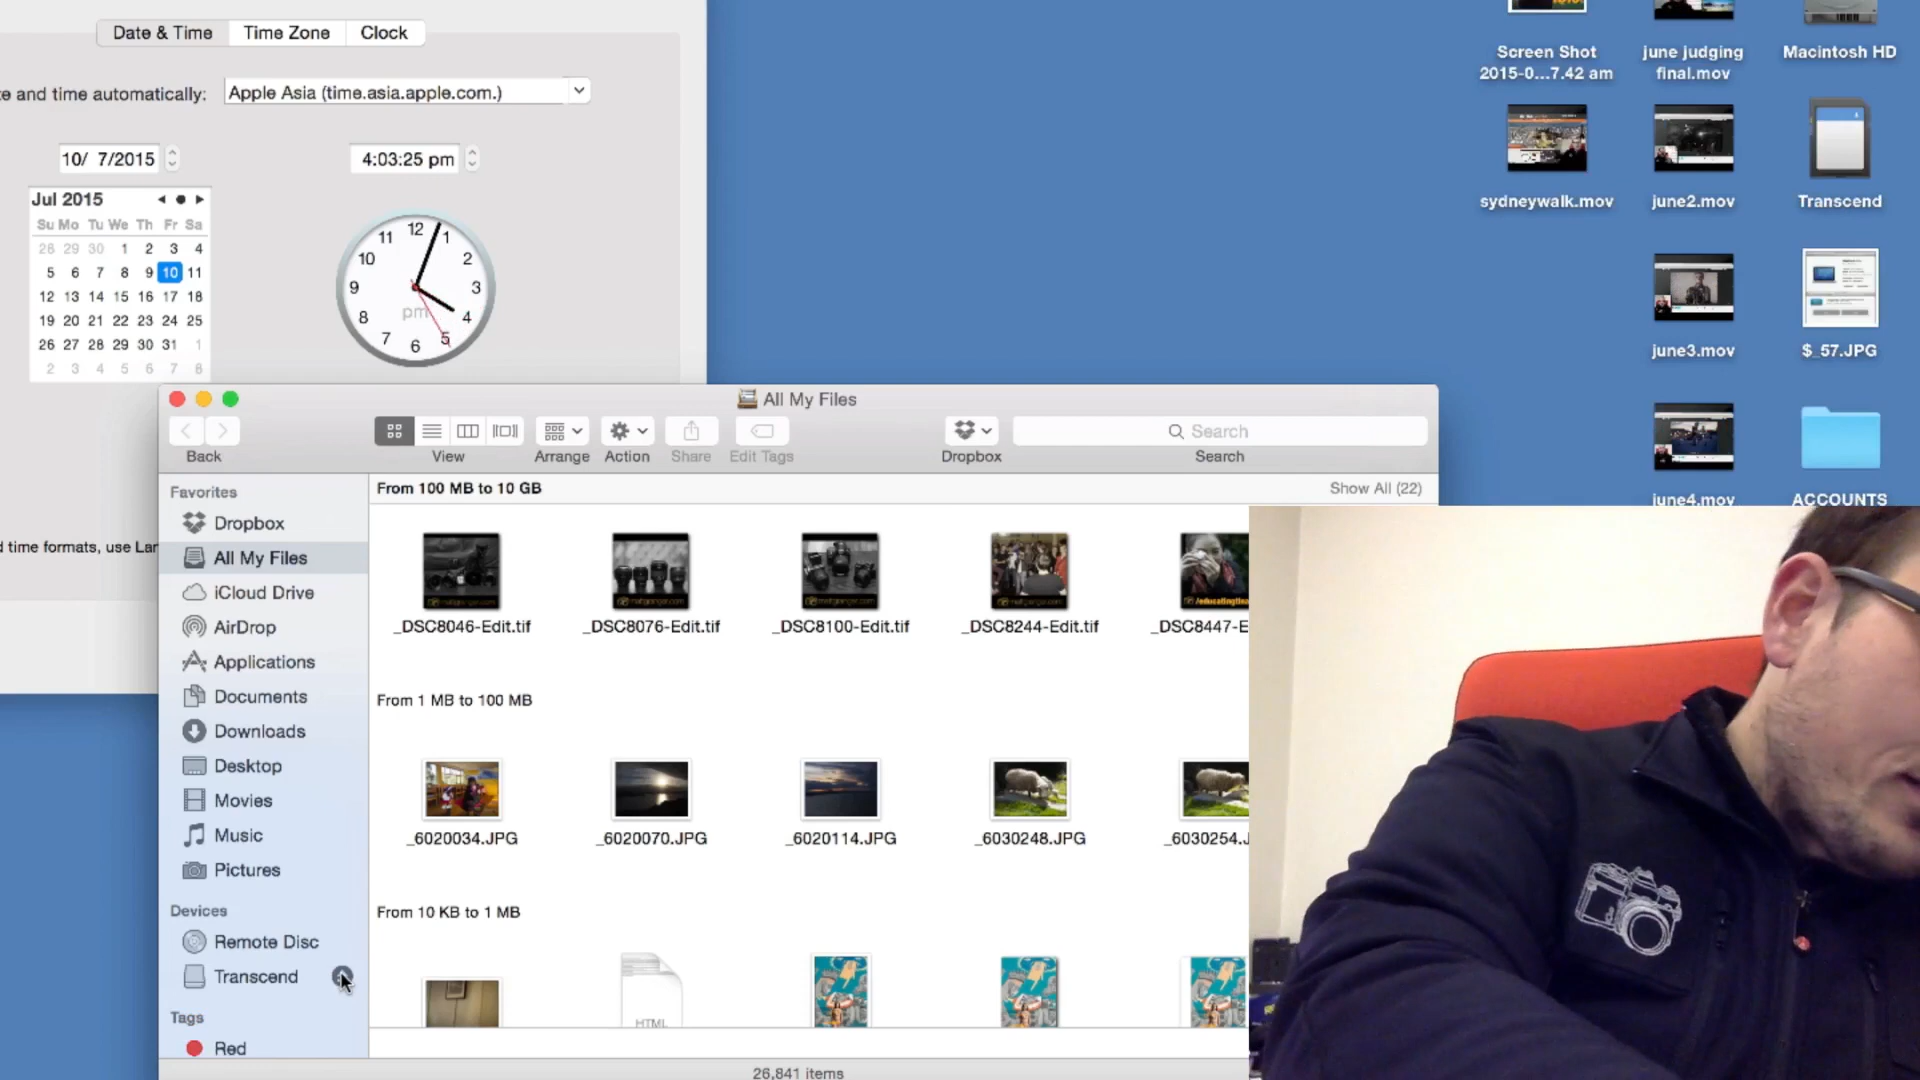 Date & Time Time Zone Clock
e and time automatically: Apple Asia (time.asia.apple.com.)
10/ 7/2015
4:03:25 pm
Jul 2015
Su Mo Tu We Th Fr Sa
28 29 30 1 2 3 4
5 6 7 8 9 10 11
12 13 14 15 16 17 18
19 20 21 22 23 24 25
26 27 28 29 30 31 1
2 3 4 5 6 7 8
12
1
2
3
4
5
6
7
8
9
10
11
pm
d time formats, use Lan
Screen Shot
2015-0...7.42 am
june judging
final.mov
Macintosh HD
sydneywalk.mov
june2.mov
Transcend
june3.mov
$_57.JPG
june4.mov
ACCOUNTS
All My Files
Search
Back View Arrange Action Share Edit Tags Dropbox Search
Favorites
Dropbox
All My Files
iCloud Drive
AirDrop
Applications
Documents
Downloads
Desktop
Movies
Music
Pictures
Devices
Remote Disc
Transcend
Tags
Red
From 100 MB to 10 GB Show All (22)
_DSC8046-Edit.tif
_DSC8076-Edit.tif
_DSC8100-Edit.tif
_DSC8244-Edit.tif
_DSC8447-E
From 1 MB to 100 MB
_6020034.JPG
_6020070.JPG
_6020114.JPG
_6030248.JPG
_6030254.J
From 10 KB to 1 MB
HTML
26,841 items